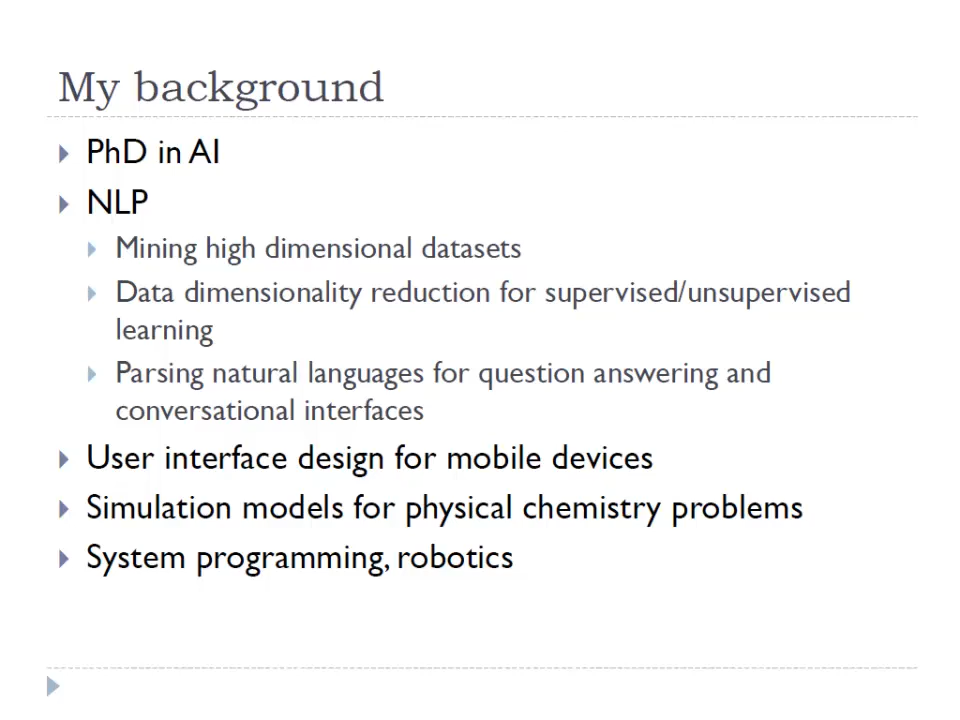 My background
PhD in AI
NLP
Mining high dimensional datasets
Data dimensionality reduction for supervised/unsupervised
learning
Parsing natural languages for question answering and
conversational interfaces
User interface design for mobile devices
Simulation models for physical chemistry problems
System programming, robotics